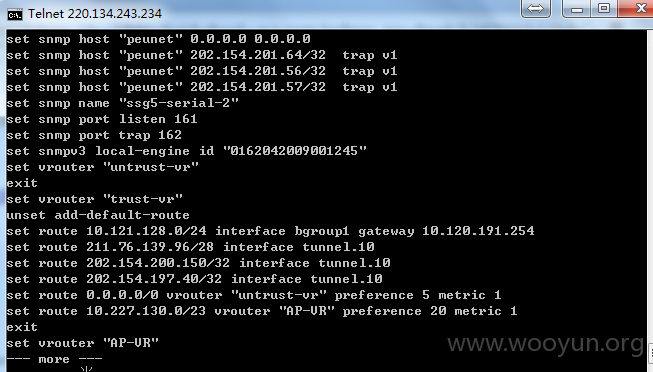 Telnet 220.134.243.234
set snmp host "peunet" 0.0.0.0 0.0.0.0
set snmp host "peunet" 202.154.201.64/32  trap v1
set snmp host "peunet" 202.154.201.56/32  trap v1
set snmp host "peunet" 202.154.201.57/32  trap v1
set snmp name "ssg5-serial-2"
set snmp port listen 161
set snmp port trap 162
set snmpv3 local-engine id "0162042009001245"
set vrouter "untrust-vr"
exit
set vrouter "trust-vr"
unset add-default-route
set route 10.121.128.0/24 interface bgroup1 gateway 10.120.191.254
set route 211.76.139.96/28 interface tunnel.10
set route 202.154.200.150/32 interface tunnel.10
set route 202.154.197.40/32 interface tunnel.10
set route 0.0.0.0/0 vrouter "untrust-vr" preference 5 metric 1
set route 10.227.130.0/23 vrouter "AP-VR" preference 20 metric 1
exit
set vrouter "AP-VR"
--- more ---
www.wooyun.org